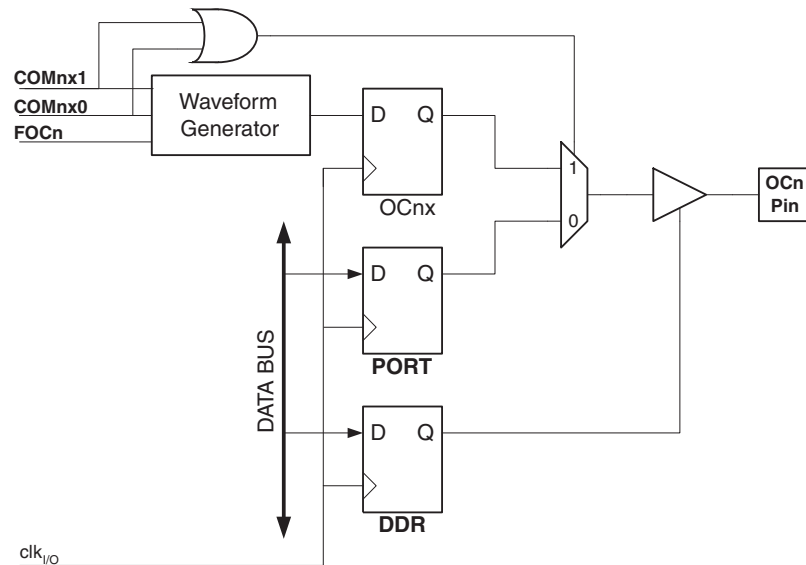 COMnx1
COMnx0
FOCn
Waveform
Generator
D Q
OCnx
1
0
OCn
Pin
D Q
PORT
DATA BUS
D Q
DDR
clkI/O